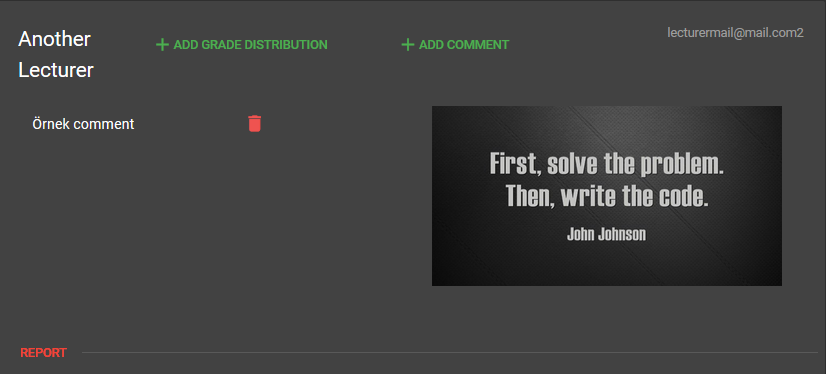 Another
Lecturer
ADD GRADE DISTRIBUTION
ADD COMMENT
lecturermail@mail.com2
Örnek comment
First, solve the problem.
Then, write the code.
John Johnson
REPORT